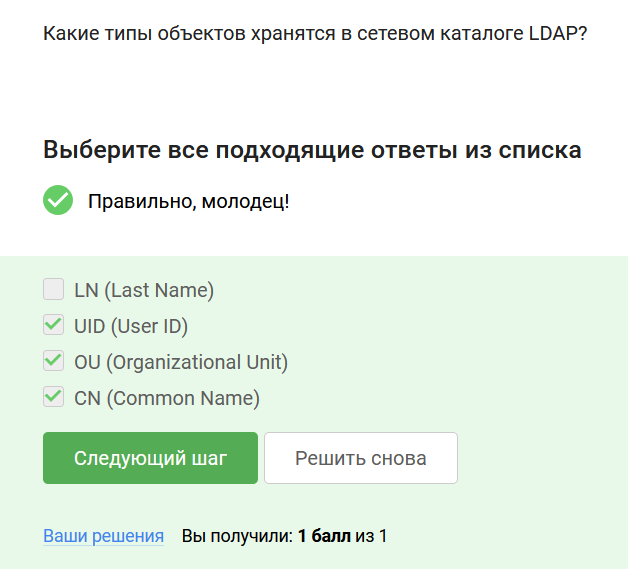 Какие типы объектов хранятся в сетевом каталоге LDAP?
Выберите все подходящие ответы из списка
Правильно, молодец!
LN (Last Name)
UID (User ID)
OU (Organizational Unit)
CN (Common Name)
Следующий шаг Решить снова
Ваши решения Вы получили: 1 балл из 1